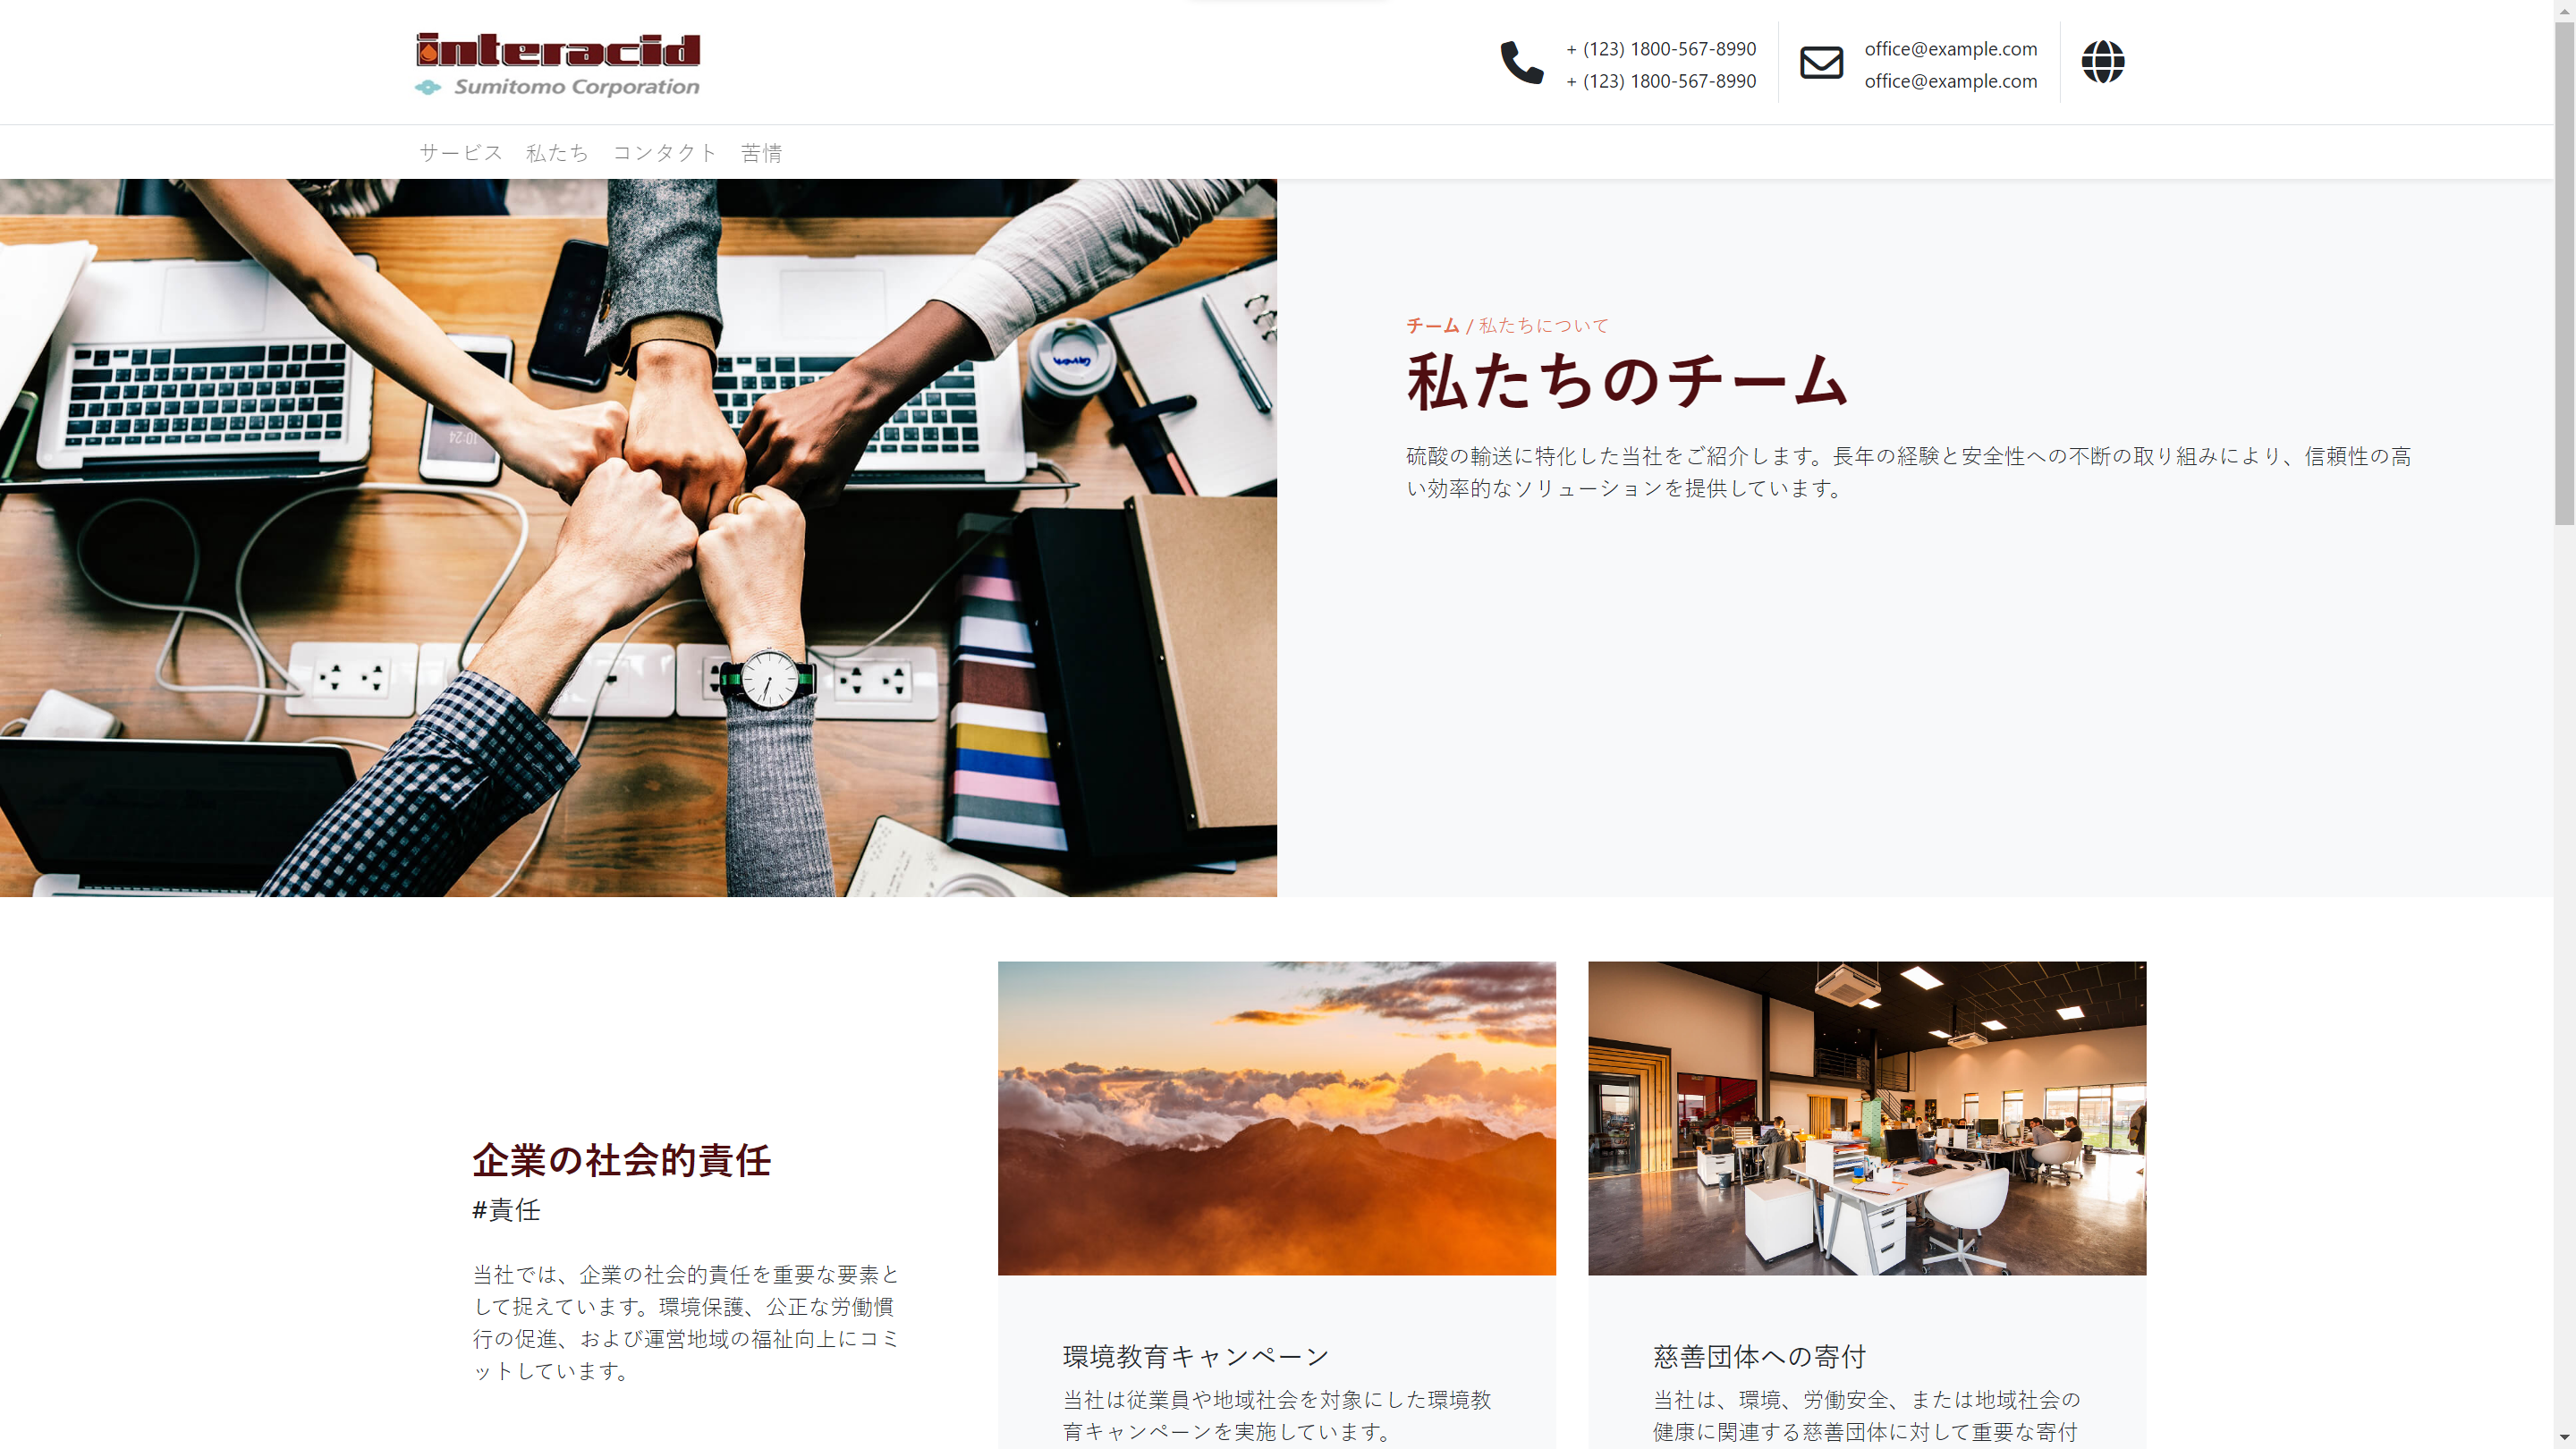 interacid
Sumitomo Corporation
+ (123) 1800-567-8990
+ (123) 1800-567-8990
office@example.com
office@example.com
サービス 私たち コンタクト 苦情
10:24
チーム / 私たちについて
私たちのチーム
硫酸の輸送に特化した当社をご紹介します。長年の経験と安全性への不断の取り組みにより、信頼性の高
い効率的なソリューションを提供しています。
企業の社会的責任
#責任
当社では、企業の社会的責任を重要な要素と
して捉えています。環境保護、公正な労働慣
行の促進、および運営地域の福祉向上にコミ
ットしています。
環境教育キャンペーン
当社は従業員や地域社会を対象にした環境教
育キャンペーンを実施しています。
慈善団体への寄付
当社は、環境、労働安全、または地域社会の
健康に関連する慈善団体に対して重要な寄付